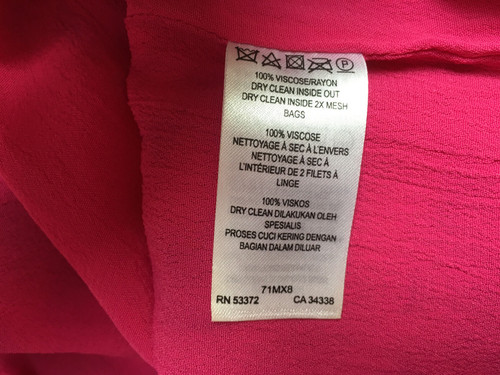 100% VISCOSE/RAYON
DRY CLEAN INSIDE OUT
DRY CLEAN INSIDE 2X MESH
BAGS
100% VISCOSE
NETTOYAGE À SEC À L'ENVERS
NETTOYAGE À SEC À
L'INTÉRIEUR DE 2 FILETS À
LINGE
100% VISKOS
DRY CLEAN DILAKUKAN OLEH
SPESIALIS
PROSES CUCI KERING DENGAN
BAGIAN DALAM DILUAR
71MX8
RN 53372 CA 34338